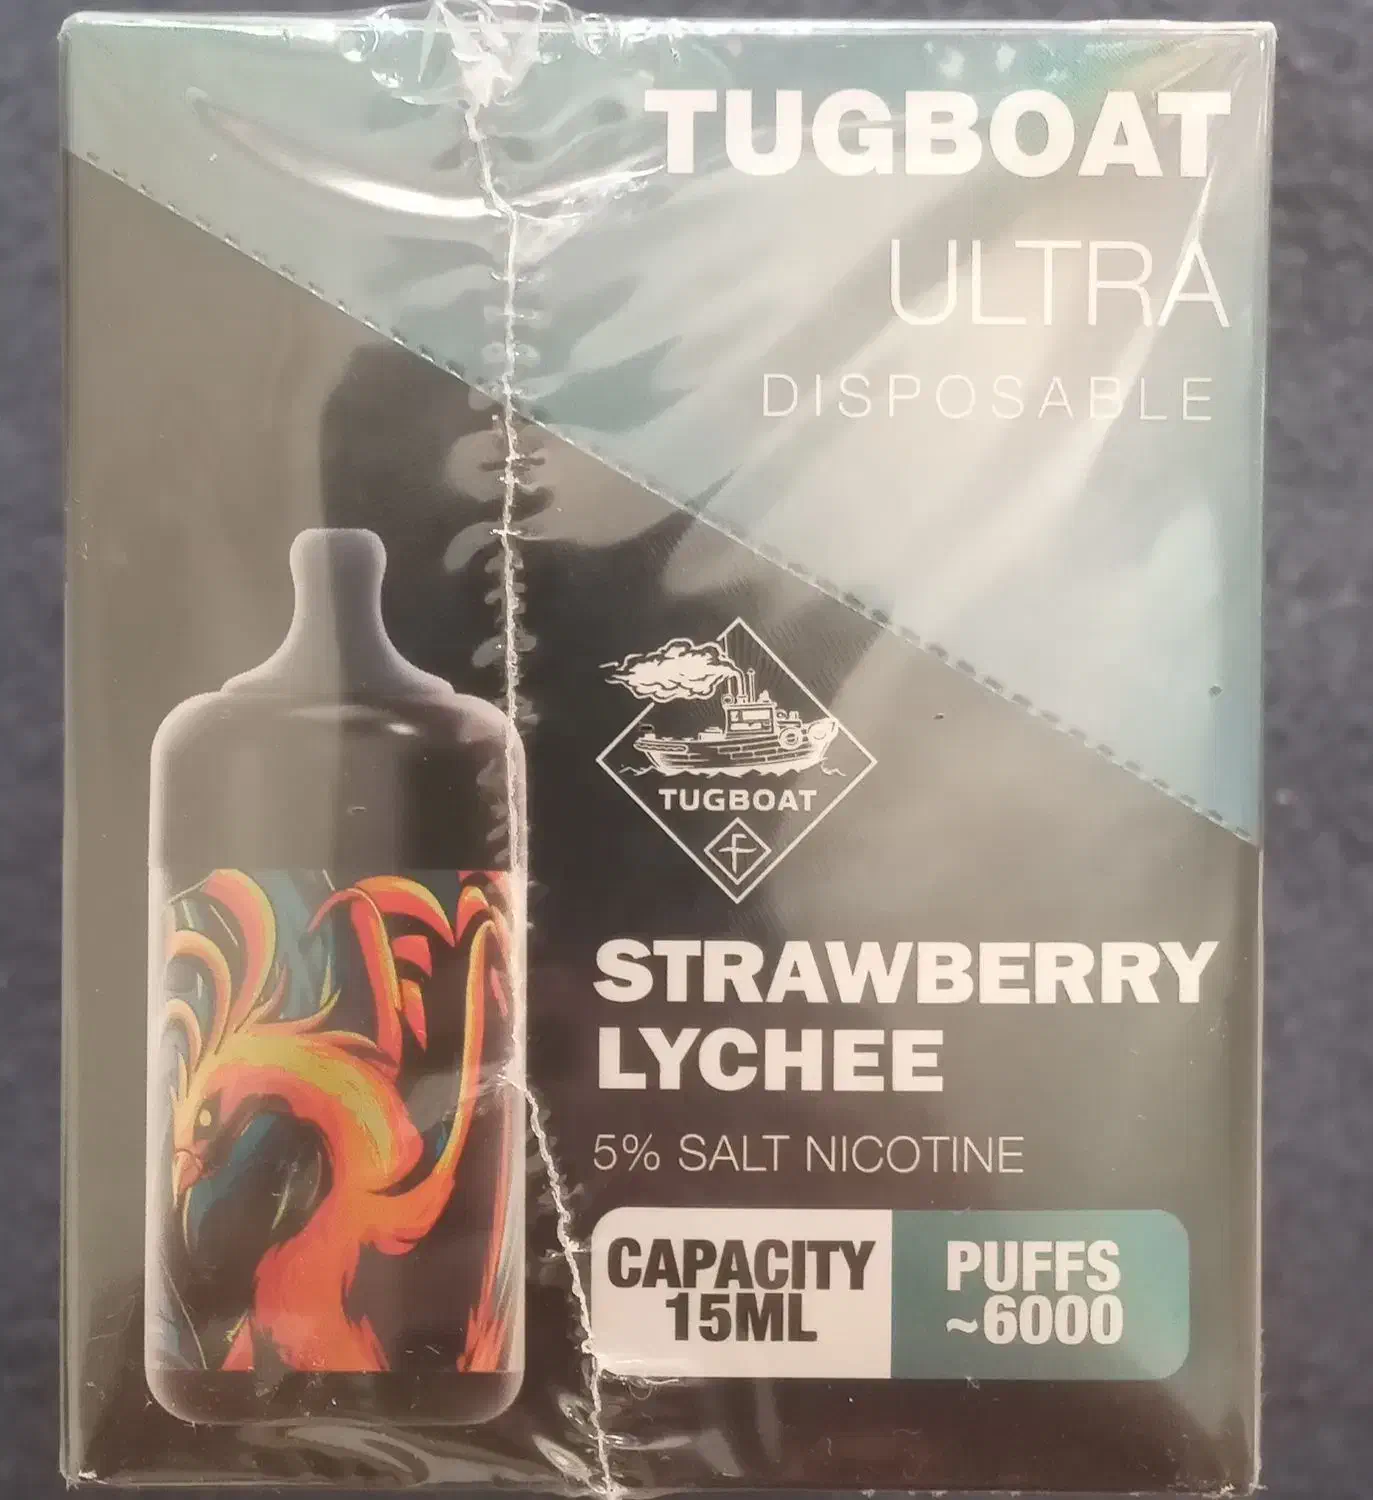 TUGBOAT
ULTRA
DISPOSABLE
TUGBOAT
STRAWBERRY
LYCHEE
5% SALT NICOTINE
CAPACITY
15ML
PUFFS
~6000